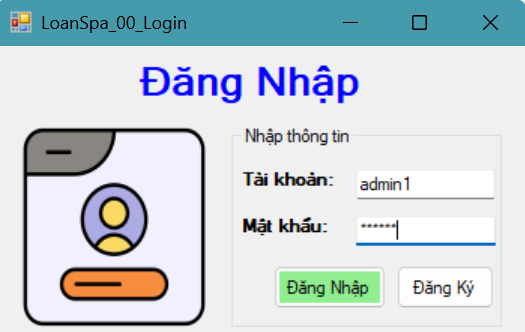 LoanSpa_00_Login
Đăng Nhập
Nhập thông tin
Tài khoản: admin1
Mật khẩu: ******
Đăng Nhập Đăng Ký